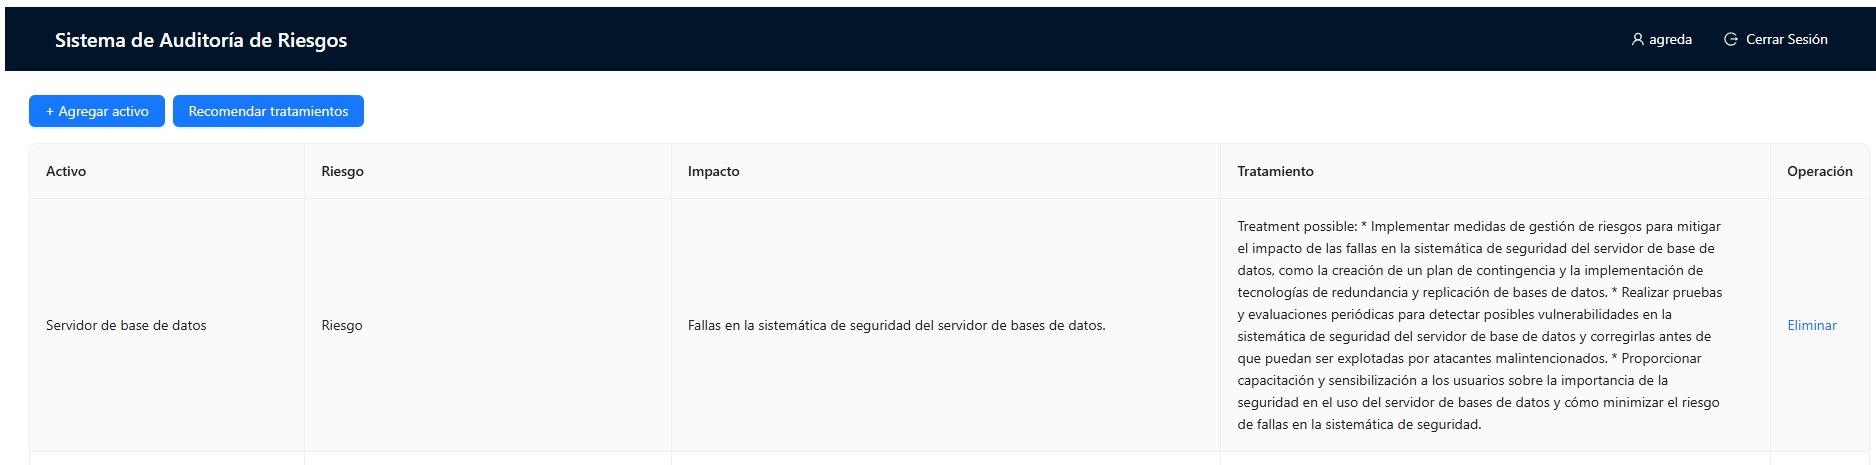 Sistema de Auditoría de Riesgos
agreda
Cerrar Sesión
+ Agregar activo
Recomendar tratamientos
Activo
Riesgo
Impacto
Tratamiento
Operación
Servidor de base de datos
Riesgo
Fallas en la sistemática de seguridad del servidor de bases de datos.
Treatment possible: * Implementar medidas de gestión de riesgos para mitigar
el impacto de las fallas en la sistemática de seguridad del servidor de base de
datos, como la creación de un plan de contingencia y la implementación de
tecnologías de redundancia y replicación de bases de datos. * Realizar pruebas
y evaluaciones periódicas para detectar posibles vulnerabilidades en la
sistemática de seguridad del servidor de base de datos y corregirlas antes de
que puedan ser explotadas por atacantes malintencionados. * Proporcionar
capacitación y sensibilización a los usuarios sobre la importancia de la
seguridad en el uso del servidor de bases de datos y cómo minimizar el riesgo
de fallas en la sistemática de seguridad.
Eliminar